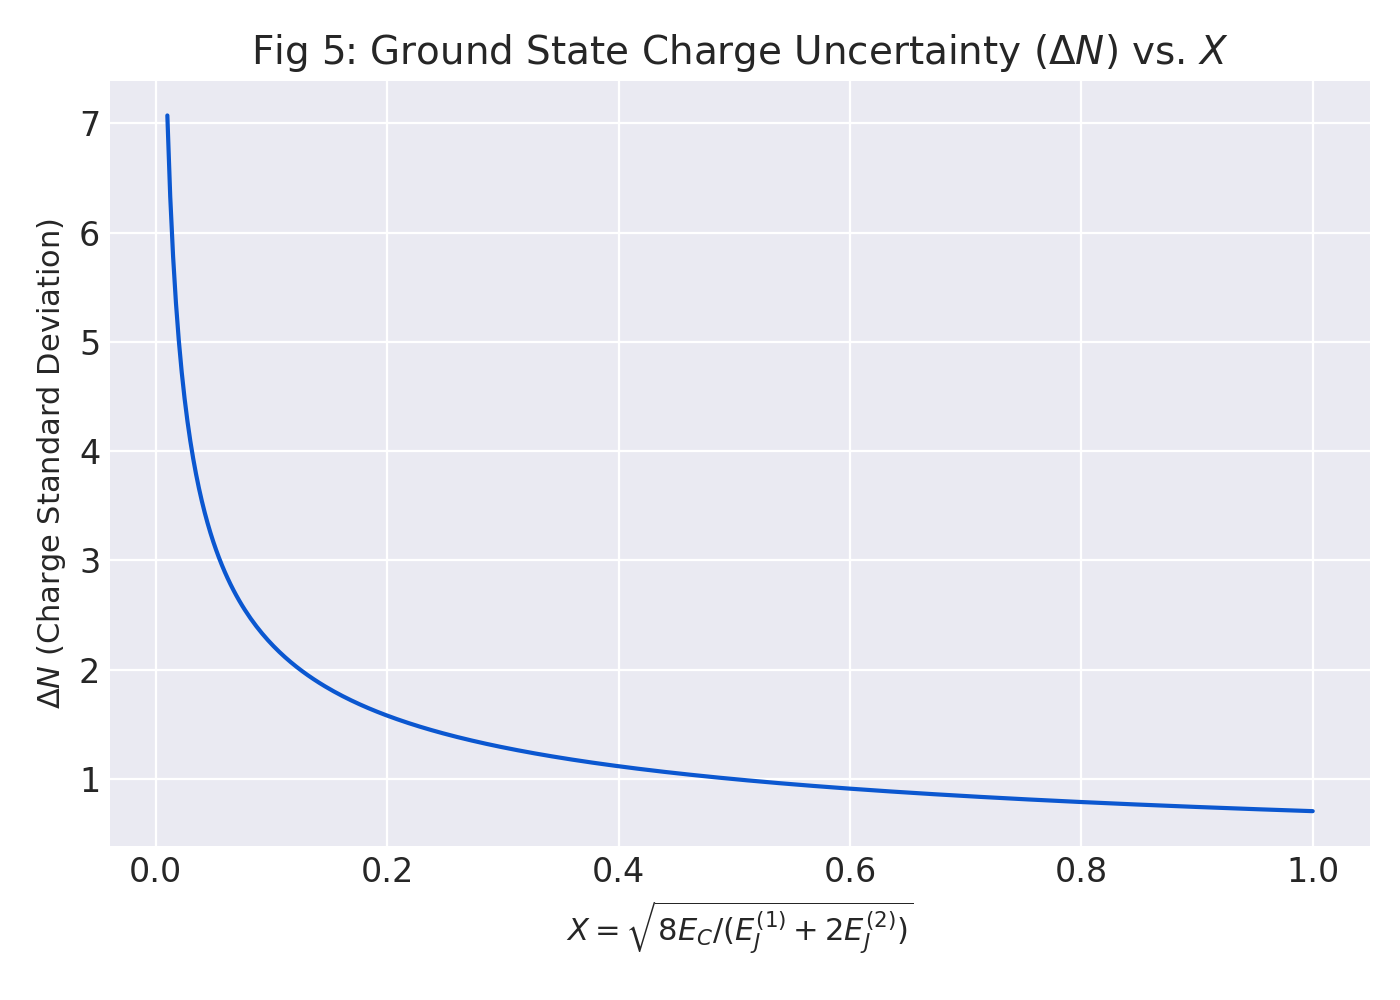 Fig 5: Ground State Charge Uncertainty (ΔN) vs. X
ΔN (Charge Standard Deviation)
7
6
5
4
3
2
1
0.0 0.2 0.4 0.6 0.8 1.0
X = √8E_C/(E_J^(1) + 2E_J^(2))